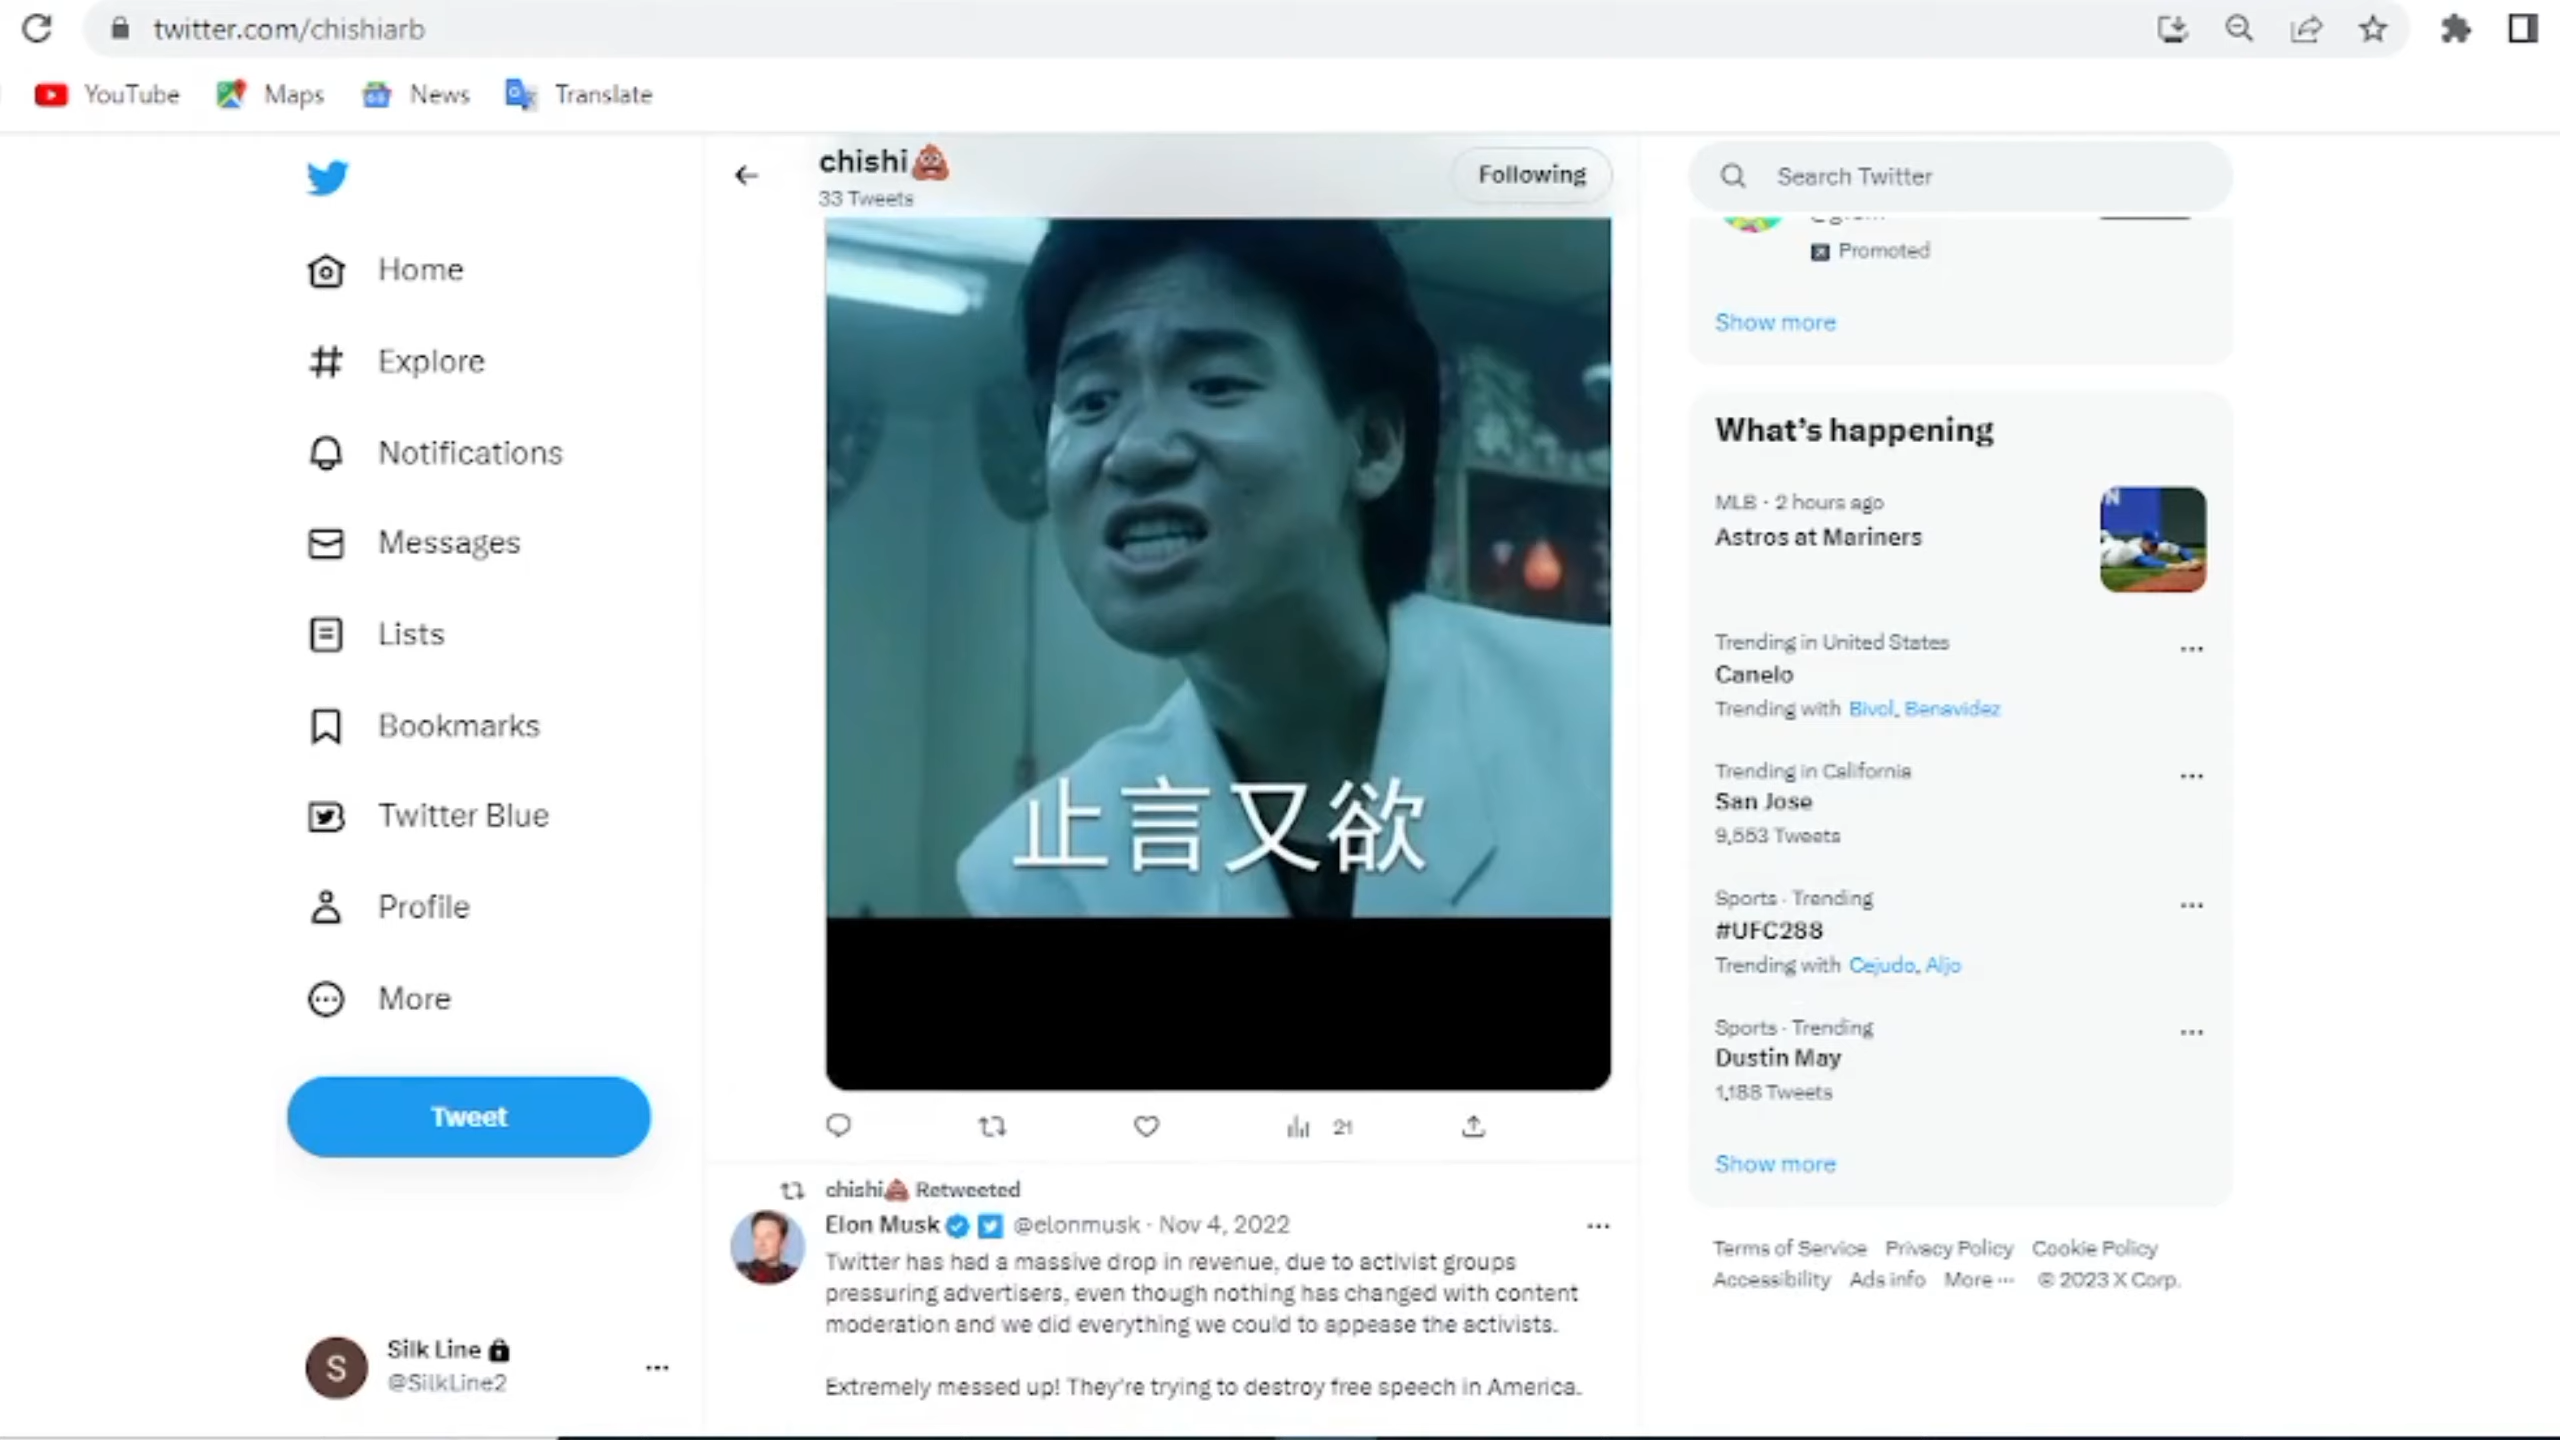 twitter.com/chishiarb
YouTube
Maps
News
Translate
Home
Explore
Notifications
Messages
Lists
Bookmarks
Twitter Blue
Profile
More
Tweet
Silk Line
@SilkLine2
chishi💩
33 Tweets
Following
止言又欲
21
chishi💩 Retweeted
Elon Musk @elonmusk · Nov 4, 2022
Twitter has had a massive drop in revenue, due to activist groups
pressuring advertisers, even though nothing has changed with content
moderation and we did everything we could to appease the activists.
Extremely messed up! They're trying to destroy free speech in America.
Search Twitter
Promoted
Show more
What's happening
MLB · 2 hours ago
Astros at Mariners
Trending in United States
Canelo
Trending with Bivol, Benavidez
Trending in California
San Jose
9,553 Tweets
Sports · Trending
#UFC288
Trending with Cejudo, Aljo
Sports · Trending
Dustin May
1,188 Tweets
Show more
Terms of Service Privacy Policy Cookie Policy
Accessibility Ads info More ··· © 2023 X Corp.